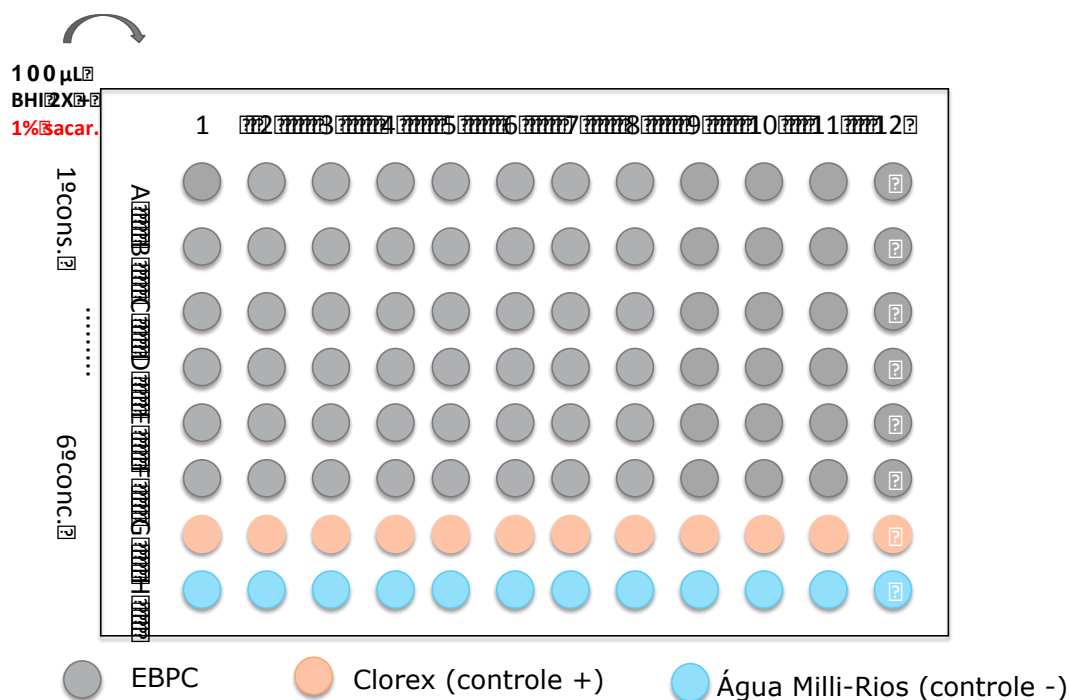 100 µL
BHI 2X +
1% sacar.
1 2 3 4 5 6 7 8 9 10 11 12
1ºcons.
.........
6ºconc.
A B C D E F G H
EBPC
Clorex (controle +)
Água Milli-Rios (controle -)